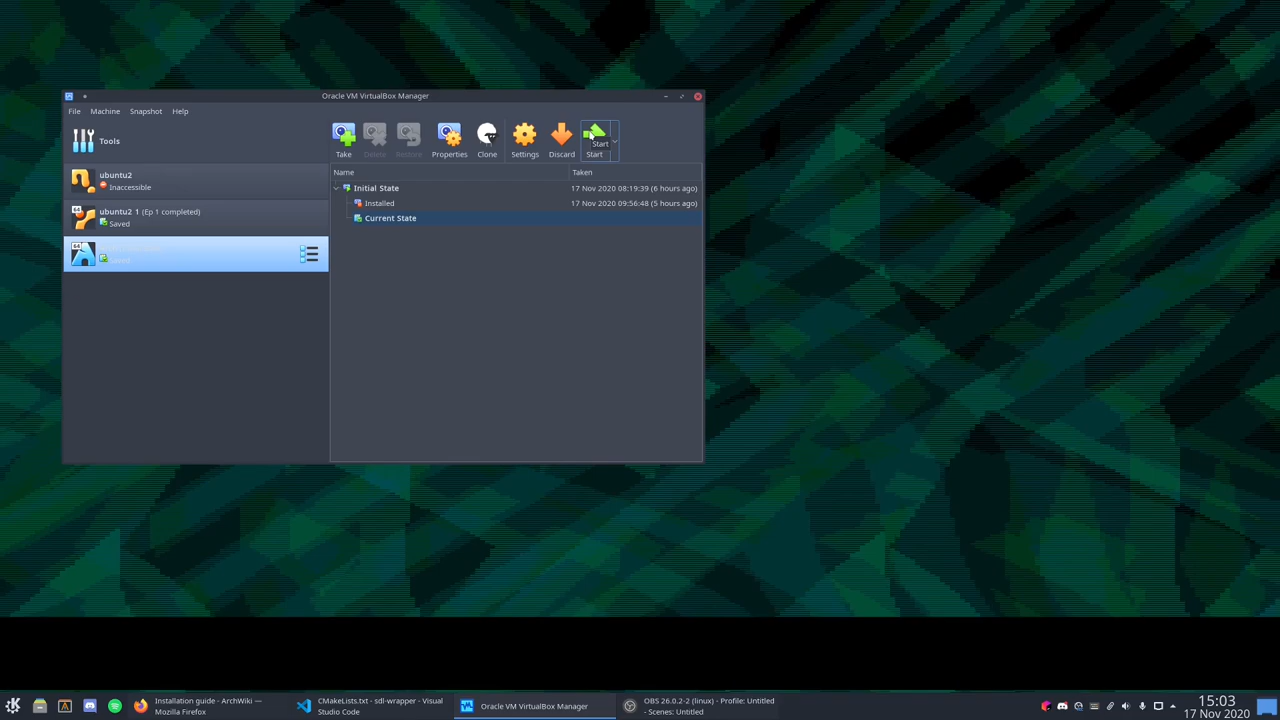 Oracle VM VirtualBox Manager
File Machine Snapshot Help
Tools
Take Delete Restore Properties Clone Settings Discard Start
Start
Name Taken
ubuntu2
Inaccessible
64
ubuntu2 1 (Ep 1 completed)
Saved
64
Saved
Initial State 17 Nov 2020 08:19:39 (6 hours ago)
Installed 17 Nov 2020 09:56:48 (5 hours ago)
Current State
Installation guide - ArchWiki —
Mozilla Firefox
CMakeLists.txt - sdl-wrapper - Visual
Studio Code
Oracle VM VirtualBox Manager
OBS 26.0.2-2 (linux) - Profile: Untitled
- Scenes: Untitled
15:03
17 Nov 2020